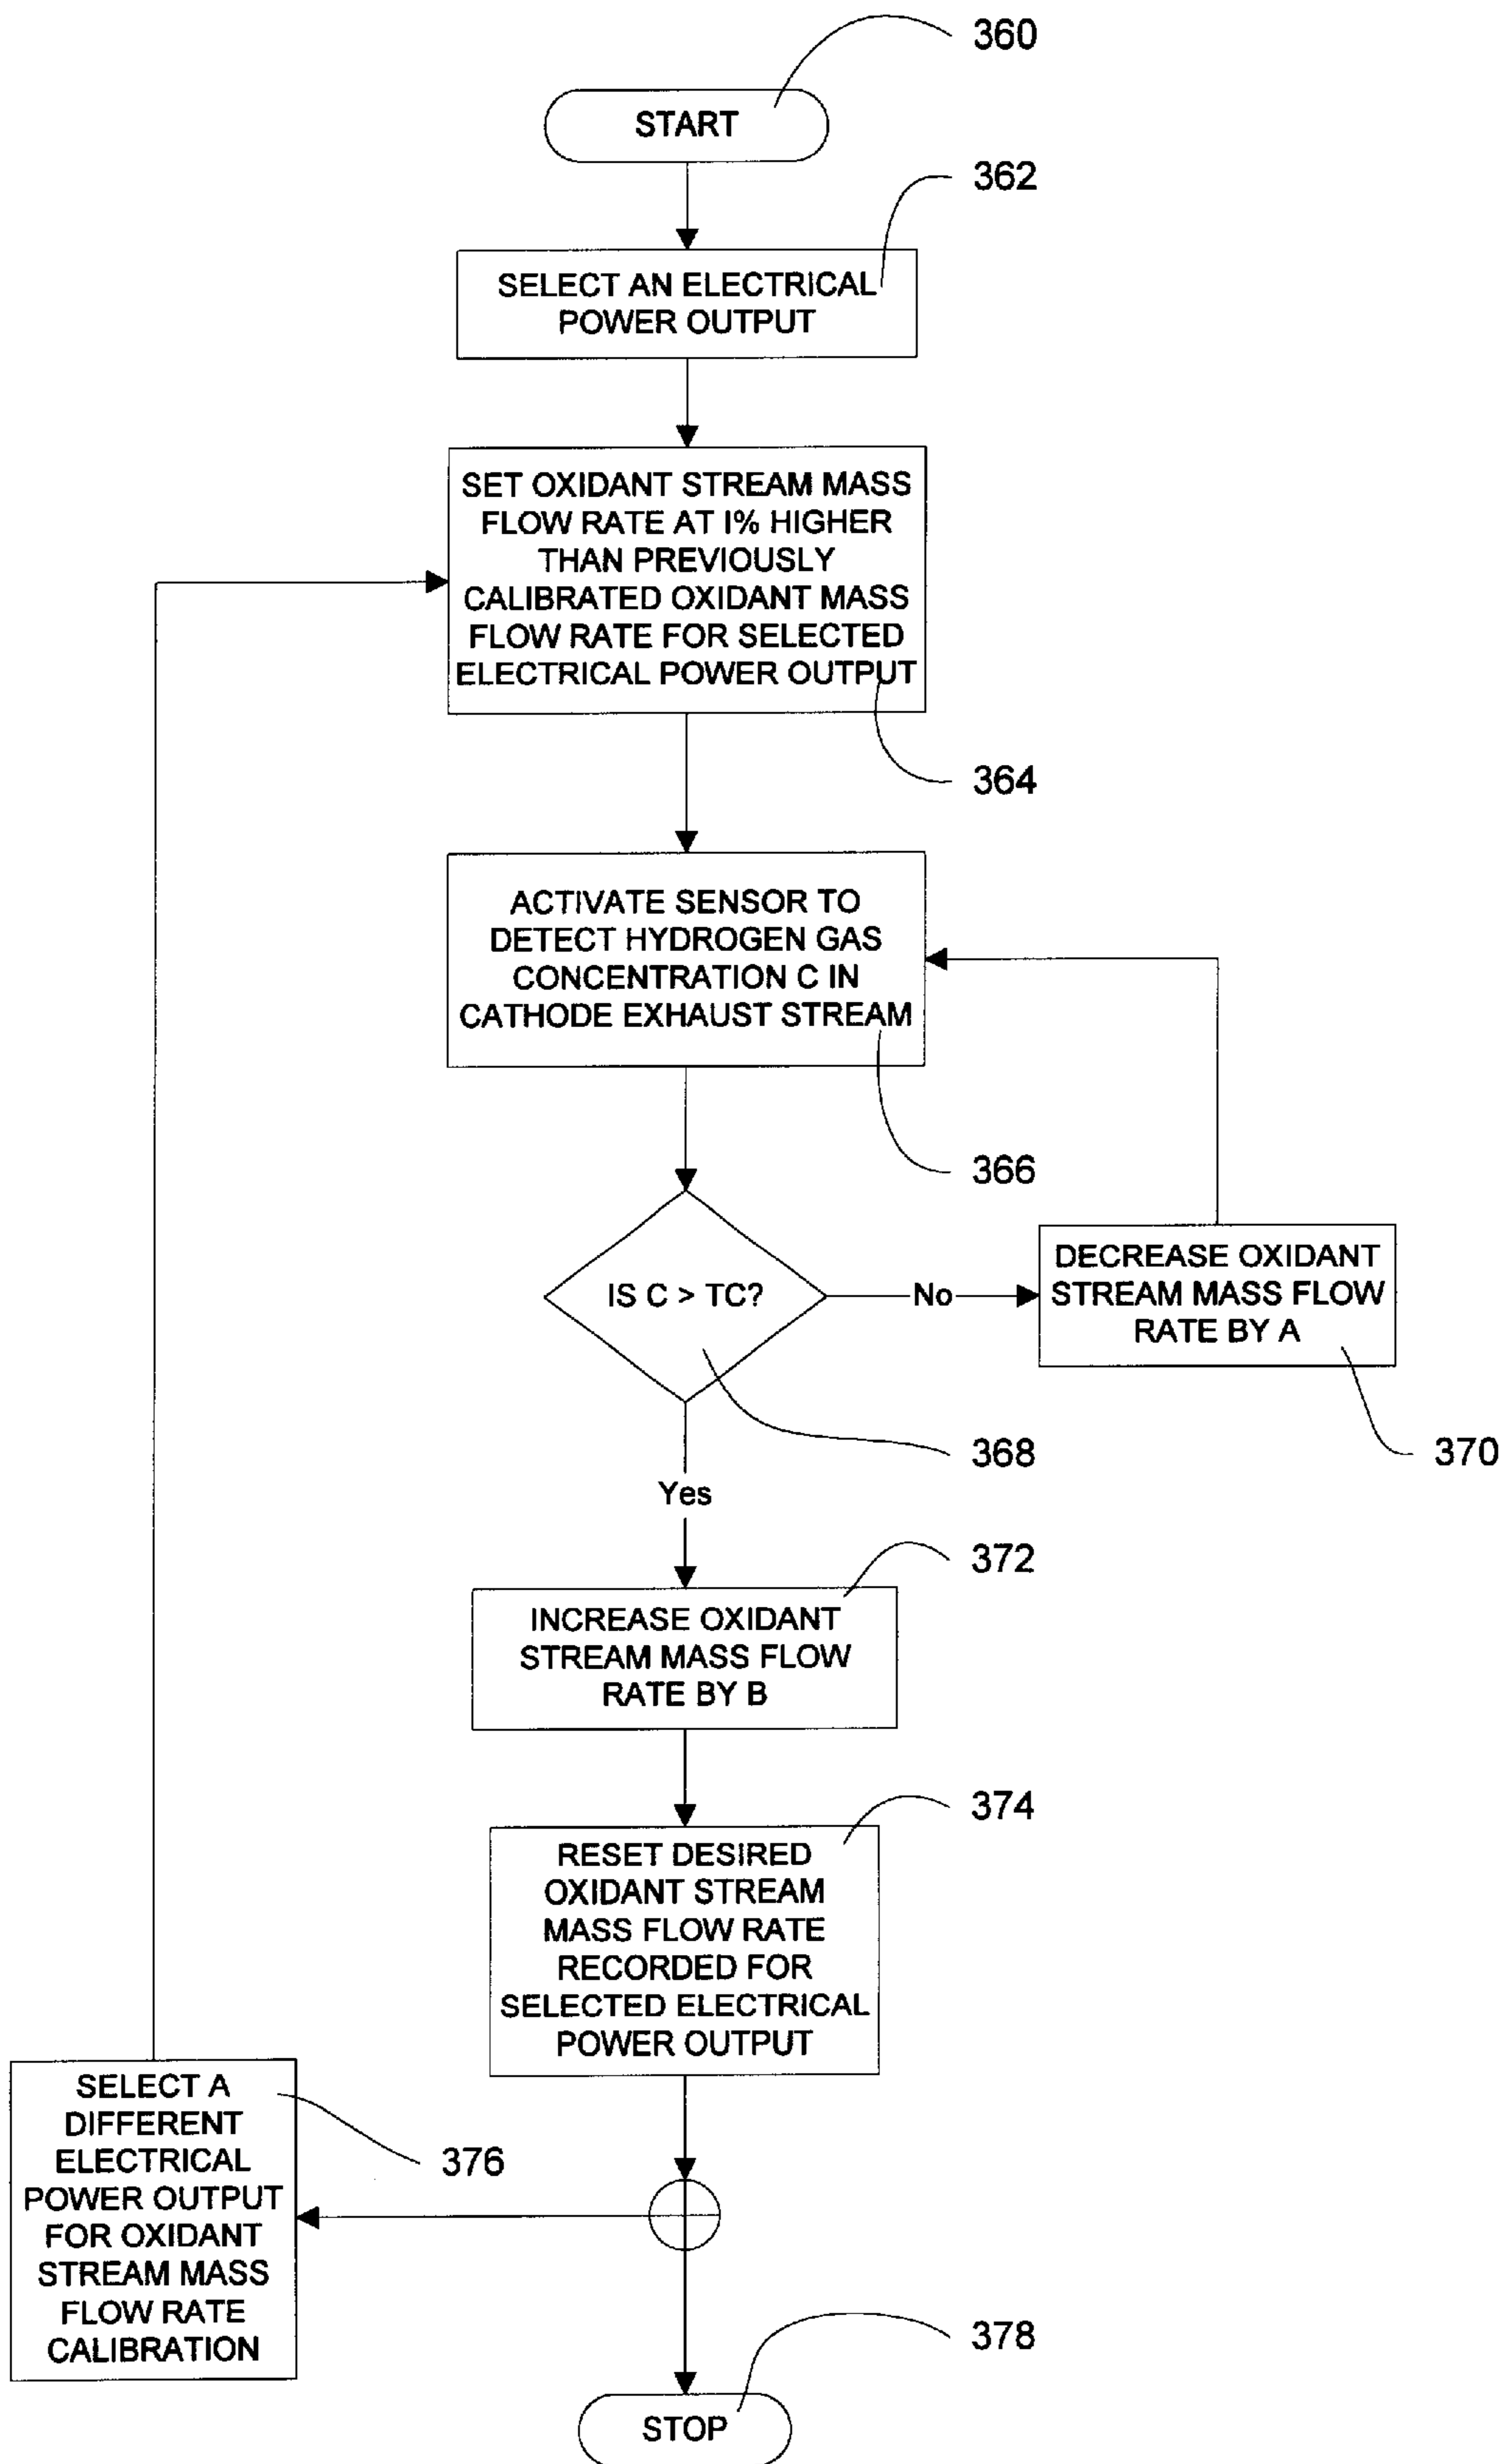 360
START
362
SELECT AN ELECTRICAL
POWER OUTPUT
SET OXIDANT STREAM MASS
FLOW RATE AT I% HIGHER
THAN PREVIOUSLY
CALIBRATED OXIDANT MASS
FLOW RATE FOR SELECTED
ELECTRICAL POWER OUTPUT
364
ACTIVATE SENSOR TO
DETECT HYDROGEN GAS
CONCENTRATION C IN
CATHODE EXHAUST STREAM
366
IS C > TC?
No
DECREASE OXIDANT
STREAM MASS FLOW
RATE BY A
368
370
Yes
372
INCREASE OXIDANT
STREAM MASS FLOW
RATE BY B
374
RESET DESIRED
OXIDANT STREAM
MASS FLOW RATE
RECORDED FOR
SELECTED ELECTRICAL
POWER OUTPUT
SELECT A
DIFFERENT
ELECTRICAL
POWER OUTPUT
FOR OXIDANT
STREAM MASS
FLOW RATE
CALIBRATION
376
378
STOP